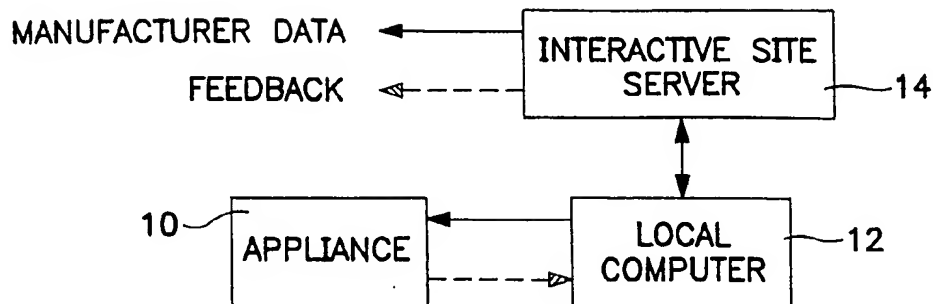 MANUFACTURER DATA
FEEDBACK
INTERACTIVE SITE
SERVER
14
10
APPLIANCE
LOCAL
COMPUTER
12